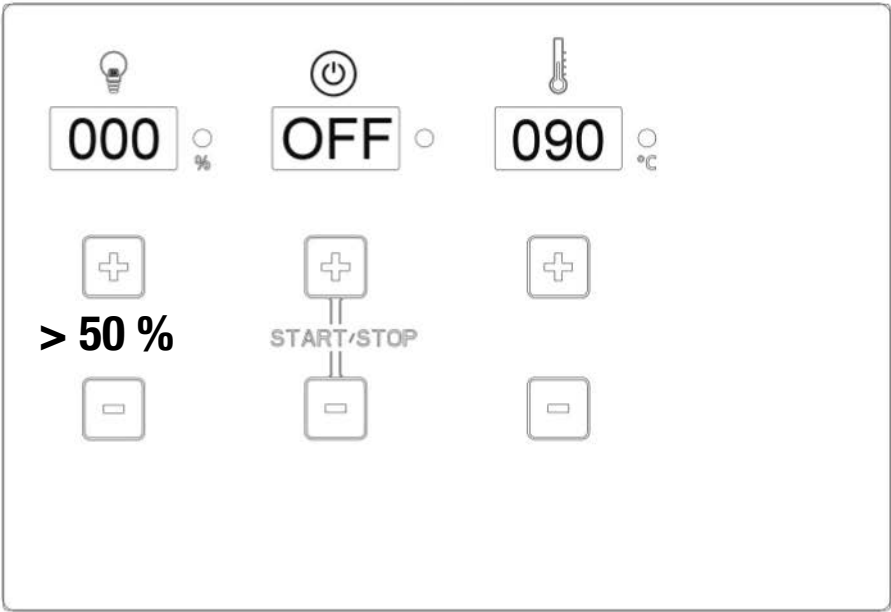 000 % OFF 090 °C
+ + +
> 50 % START/STOP
- - -